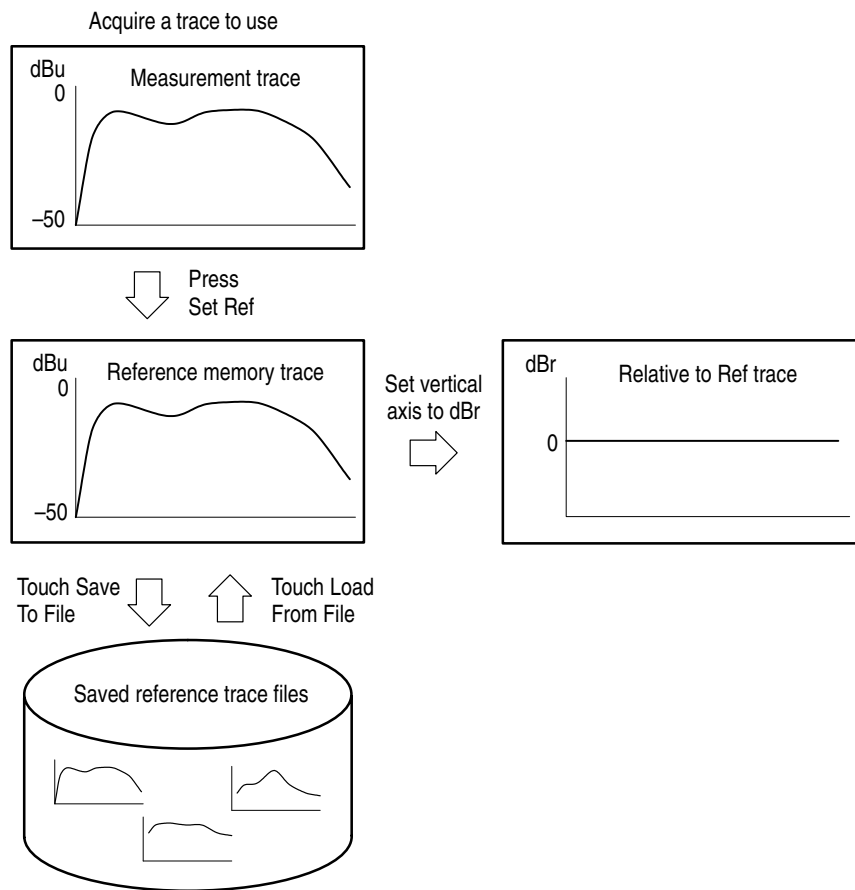 Acquire a trace to use
dBu
Measurement trace
0
–50
Press
Set Ref
dBu
Reference memory trace
0
–50
Set vertical
axis to dBr
dBr
Relative to Ref trace
0
Touch Save
To File
Touch Load
From File
Saved reference trace files